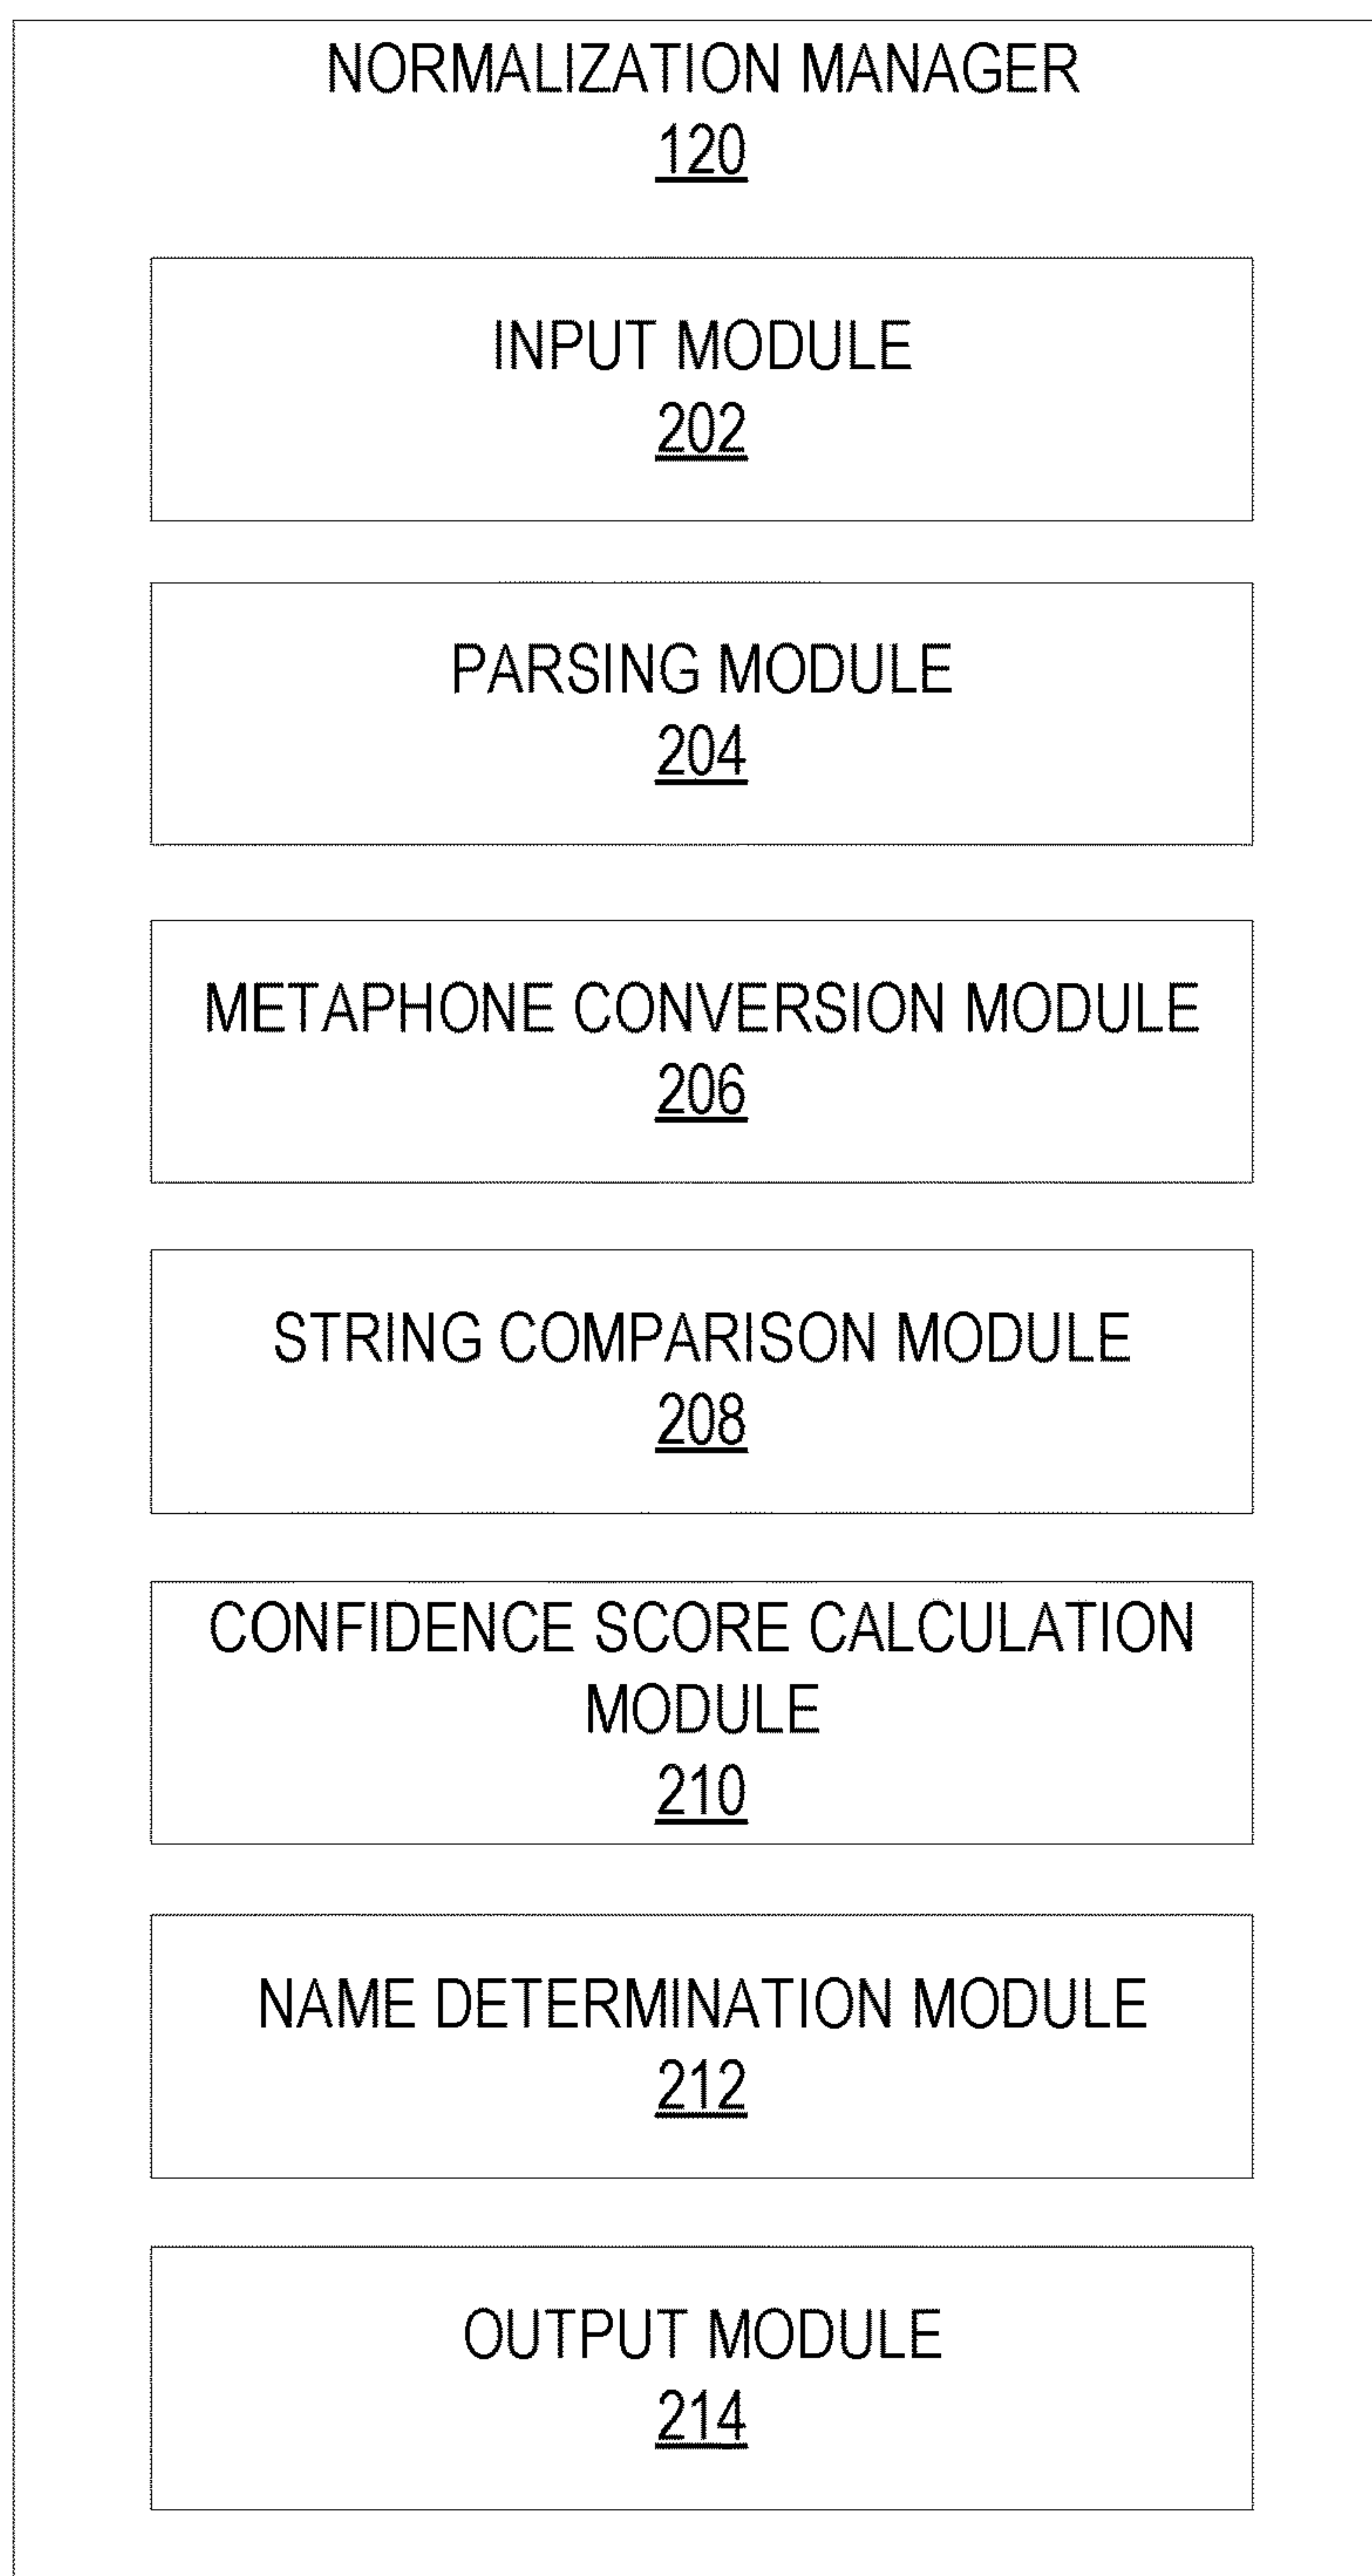 NORMALIZATION MANAGER
120
INPUT MODULE
202
PARSING MODULE
204
METAPHONE CONVERSION MODULE
206
STRING COMPARISON MODULE
208
CONFIDENCE SCORE CALCULATION
MODULE
210
NAME DETERMINATION MODULE
212
OUTPUT MODULE
214